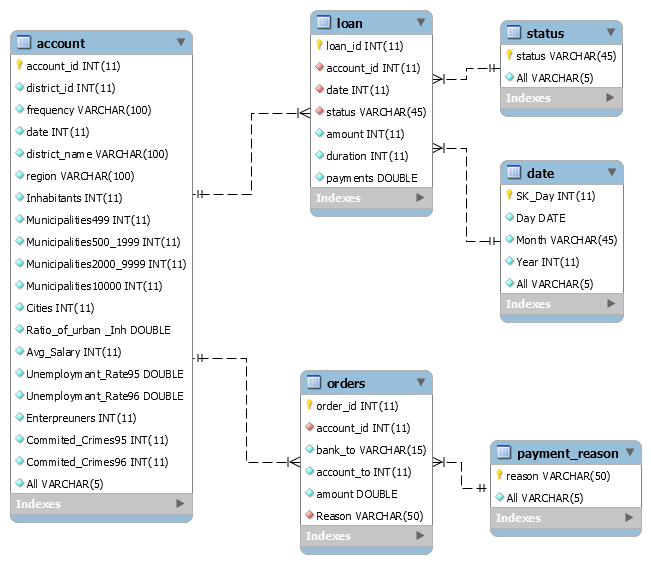 account
account_id INT(11)
district_id INT(11)
frequency VARCHAR(100)
date INT(11)
district_name VARCHAR(100)
region VARCHAR(100)
Inhabitants INT(11)
Municipalities499 INT(11)
Municipalities500_1999 INT(11)
Municipalities2000_9999 INT(11)
Municipalities10000 INT(11)
Cities INT(11)
Ratio_of_urban _Inh DOUBLE
Avg_Salary INT(11)
Unemploymant_Rate95 DOUBLE
Unemploymant_Rate96 DOUBLE
Enterpreuners INT(11)
Commited_Crimes95 INT(11)
Commited_Crimes96 INT(11)
All VARCHAR(5)
Indexes
loan
loan_id INT(11)
account_id INT(11)
date INT(11)
status VARCHAR(45)
amount INT(11)
duration INT(11)
payments DOUBLE
Indexes
status
status VARCHAR(45)
All VARCHAR(5)
Indexes
date
SK_Day INT(11)
Day DATE
Month VARCHAR(45)
Year INT(11)
All VARCHAR(5)
Indexes
orders
order_id INT(11)
account_id INT(11)
bank_to VARCHAR(15)
account_to INT(11)
amount DOUBLE
Reason VARCHAR(50)
Indexes
payment_reason
reason VARCHAR(50)
All VARCHAR(5)
Indexes